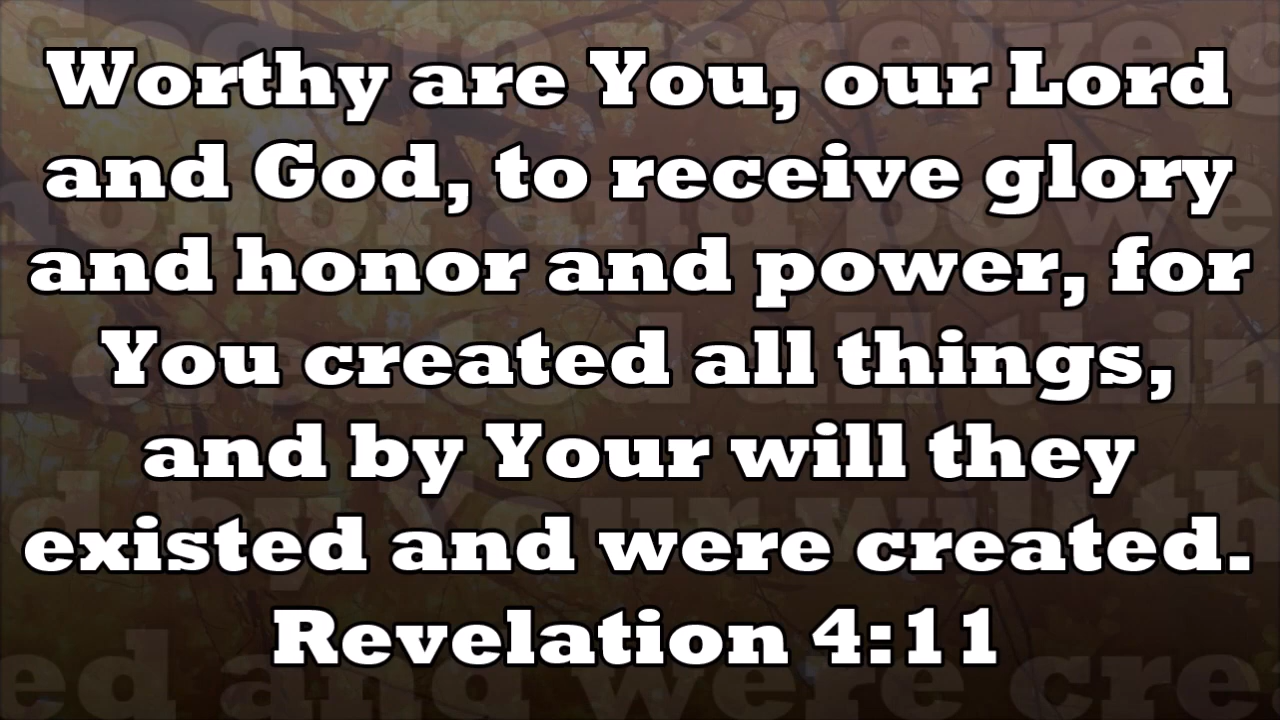 Worthy are You, our Lord
and God, to receive glory
and honor and power, for
You created all things,
and by Your will they
existed and were created.
Revelation 4:11